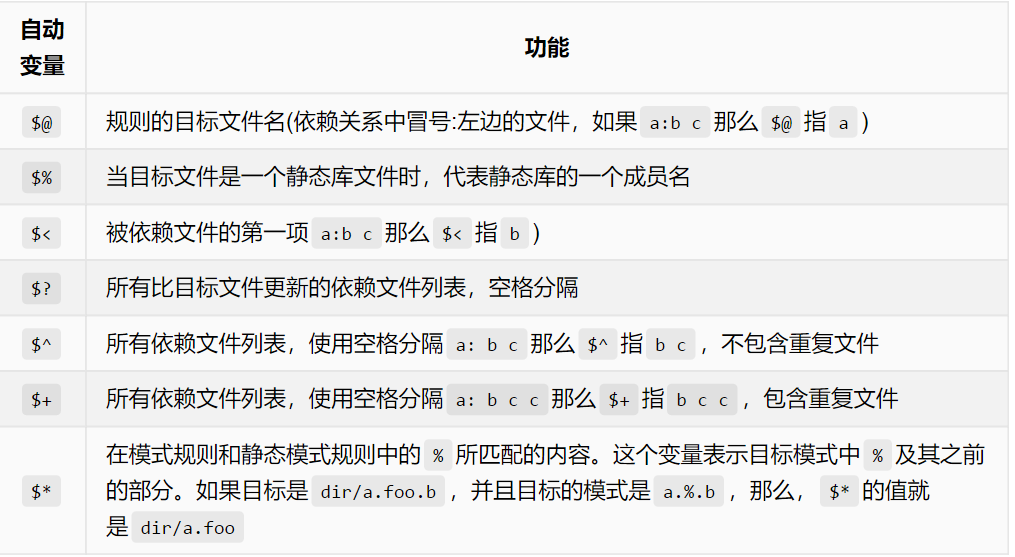 自动
变量
功能
$@
规则的目标文件名(依赖关系中冒号:左边的文件，如果 a:b c 那么 $@ 指 a )
$%
当目标文件是一个静态库文件时，代表静态库的一个成员名
$<
被依赖文件的第一项 a:b c 那么 $< 指 b )
$?
所有比目标文件更新的依赖文件列表，空格分隔
$^
所有依赖文件列表，使用空格分隔 a: b c 那么 $^ 指 b c ，不包含重复文件
$+
所有依赖文件列表，使用空格分隔 a: b c c 那么 $+ 指 b c c ，包含重复文件
$*
在模式规则和静态模式规则中的 % 所匹配的内容。这个变量表示目标模式中 % 及其之前
的部分。如果目标是 dir/a.foo.b ，并且目标的模式是 a.%.b ，那么， $* 的值就
是 dir/a.foo